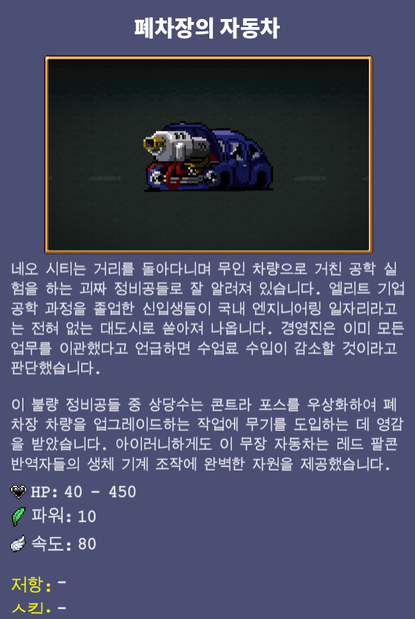 폐차장의 자동차
네오 시티는 거리를 돌아다니며 무인 차량으로 거친 공학 실
험을 하는 괴짜 정비공들로 잘 알려져 있습니다. 엘리트 기업
공학 과정을 졸업한 신입생들이 국내 엔지니어링 일자리라고
는 전혀 없는 대도시로 쏟아져 나옵니다. 경영진은 이미 모든
업무를 이관했다고 언급하면 수업료 수입이 감소할 것이라고
판단했습니다.
이 불량 정비공들 중 상당수는 콘트라 포스를 우상화하여 폐
차장 차량을 업그레이드하는 작업에 무기를 도입하는 데 영감
을 받았습니다. 아이러니하게도 이 무장 자동차는 레드 팔콘
반역자들의 생체 기계 조작에 완벽한 자원을 제공했습니다.
HP: 40 - 450
파워: 10
속도: 80
저항: -
스킬: -